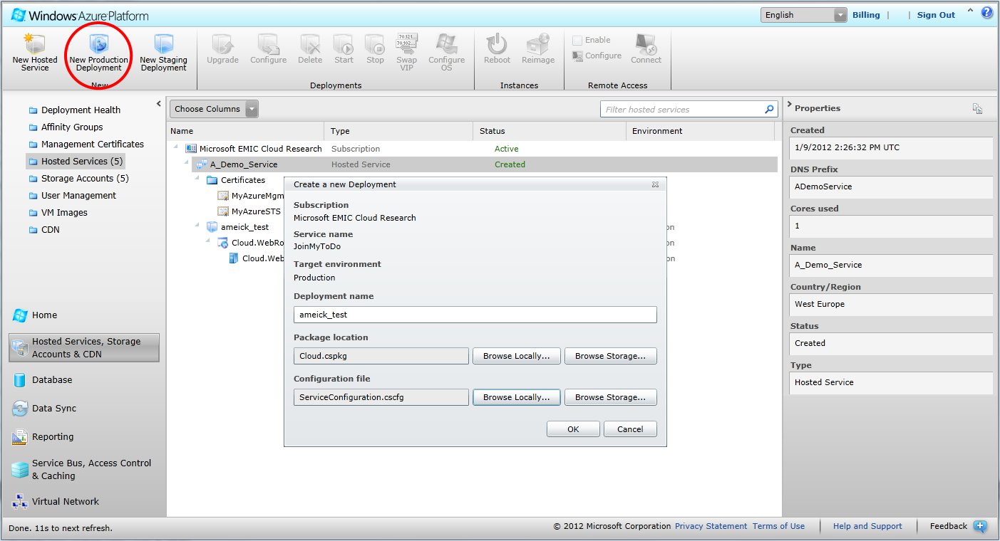 Windows Azure Platform
English
Billing | | Sign Out
New Hosted Service
New Production Deployment
New Staging Deployment
New
Upgrade
Configure
Delete
Start
Stop
Swap VIP
Configure OS
Deployments
Reboot
Reimage
Instances
Enable
Configure
Connect
Remote Access
Deployment Health
Affinity Groups
Management Certificates
Hosted Services (5)
Storage Accounts (5)
User Management
VM Images
CDN
Home
Hosted Services, Storage
Accounts & CDN
Database
Data Sync
Reporting
Service Bus, Access Control
& Caching
Virtual Network
Choose Columns
Filter hosted services
Name Type Status Environment
Microsoft EMIC Cloud Research Subscription Active
A_Demo_Service Hosted Service Created
Certificates
MyAzureMgm
MyAzureSTS
ameick_test on
Cloud.WebRo on
Cloud.Web on
Create a new Deployment
Subscription
Microsoft EMIC Cloud Research
Service name
JoinMyToDo
Target environment
Production
Deployment name
ameick_test
Package location
Cloud.cspkg Browse Locally... Browse Storage...
Configuration file
ServiceConfiguration.cscfg Browse Locally... Browse Storage...
OK Cancel
Properties
Created
1/9/2012 2:26:32 PM UTC
DNS Prefix
ADemoService
Cores used
1
Name
A_Demo_Service
Country/Region
West Europe
Status
Created
Type
Hosted Service
Done. 11s to next refresh.
© 2012 Microsoft Corporation Privacy Statement Terms of Use | Help and Support | Feedback